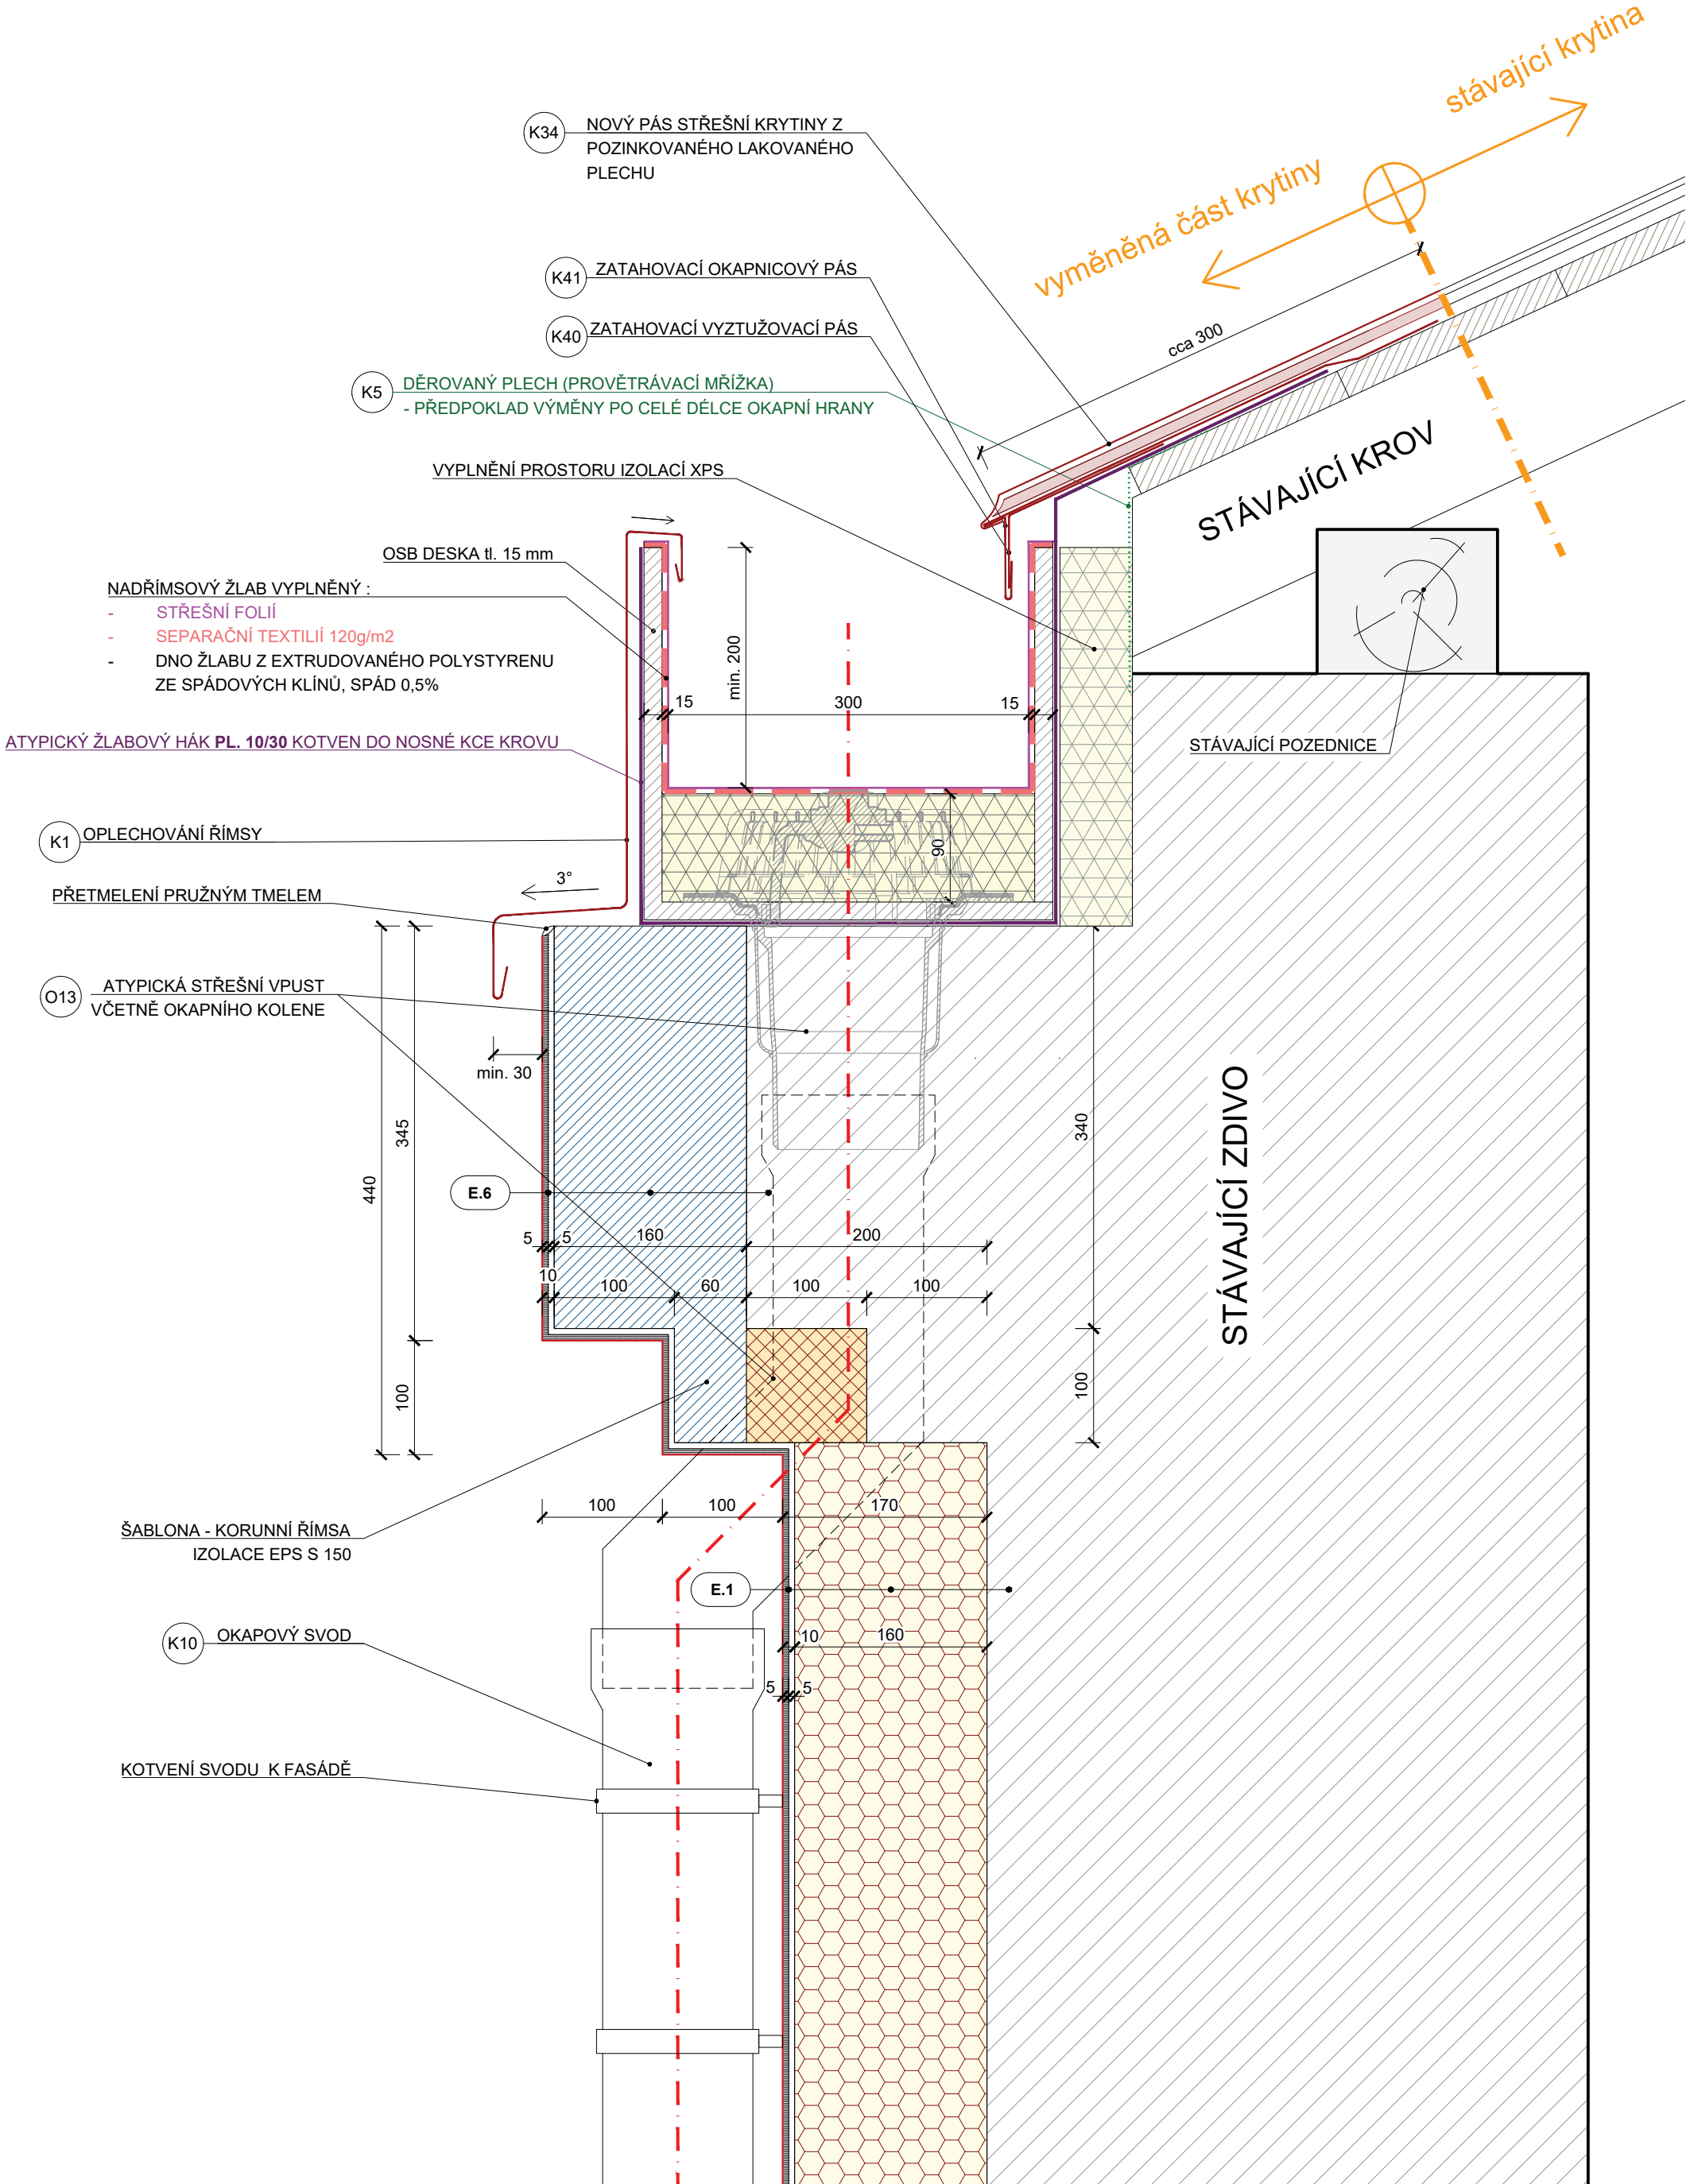 stávající krytina
vyměněná část krytiny
K34
NOVÝ PÁS STŘEŠNÍ KRYTINY Z
POZINKOVANÉHO LAKOVANÉHO
PLECHU
K41
ZATAHOVACÍ OKAPNICOVÝ PÁS
K40
ZATAHOVACÍ VYZTUŽOVACÍ PÁS
cca 300
K5
DĚROVANÝ PLECH (PROVĚTRÁVACÍ MŘÍŽKA)
- PŘEDPOKLAD VÝMĚNY PO CELÉ DÉLCE OKAPNÍ HRANY
STÁVAJÍCÍ KROV
VYPLNĚNÍ PROSTORU IZOLACÍ XPS
OSB DESKA tl. 15 mm
NADŘÍMSOVÝ ŽLAB VYPLNĚNÝ :
- STŘEŠNÍ FOLIÍ
- SEPARAČNÍ TEXTILIÍ 120g/m2
- DNO ŽLABU Z EXTRUDOVANÉHO POLYSTYRENU
ZE SPÁDOVÝCH KLÍNŮ, SPÁD 0,5%
min. 200
15
300
15
ATYPICKÝ ŽLABOVÝ HÁK PL. 10/30 KOTVEN DO NOSNÉ KCE KROVU
STÁVAJÍCÍ POZEDNICE
K1
OPLECHOVÁNÍ ŘÍMSY
90
3°
PŘETMELENÍ PRUŽNÝM TMELEM
O13
ATYPICKÁ STŘEŠNÍ VPUST
VČETNĚ OKAPNÍHO KOLENE
min. 30
345
440
340
STÁVAJÍCÍ ZDIVO
E.6
5
5
160
200
10
100
60
100
100
100
100
100
100
170
ŠABLONA - KORUNNÍ ŘÍMSA
IZOLACE EPS S 150
E.1
K10
OKAPOVÝ SVOD
10
160
5
5
KOTVENÍ SVODU K FASÁDĚ